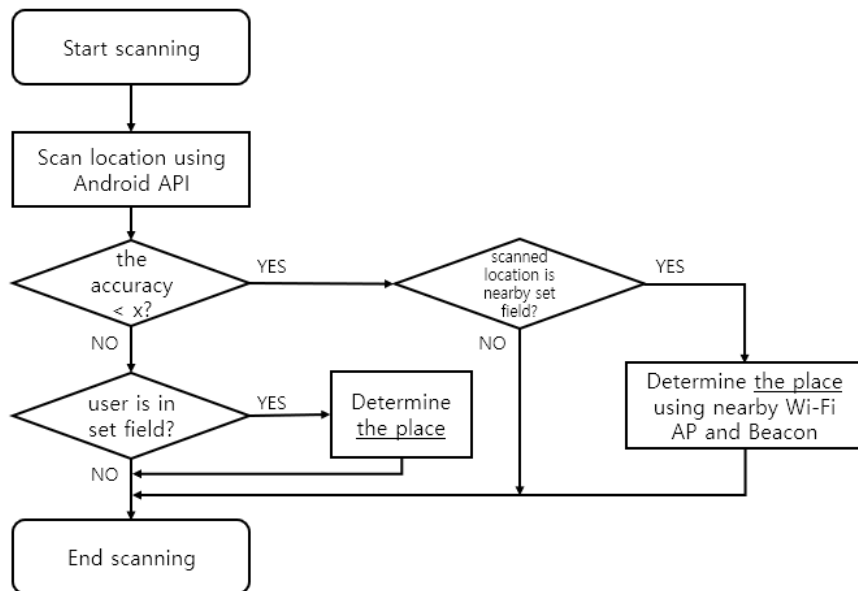 Start scanning
Scan location using
Android API
the
accuracy
< x?
YES
NO
scanned
location is
nearby set
field?
YES
NO
user is in
set field?
YES
NO
Determine
the place
Determine the place
using nearby Wi-Fi
AP and Beacon
End scanning